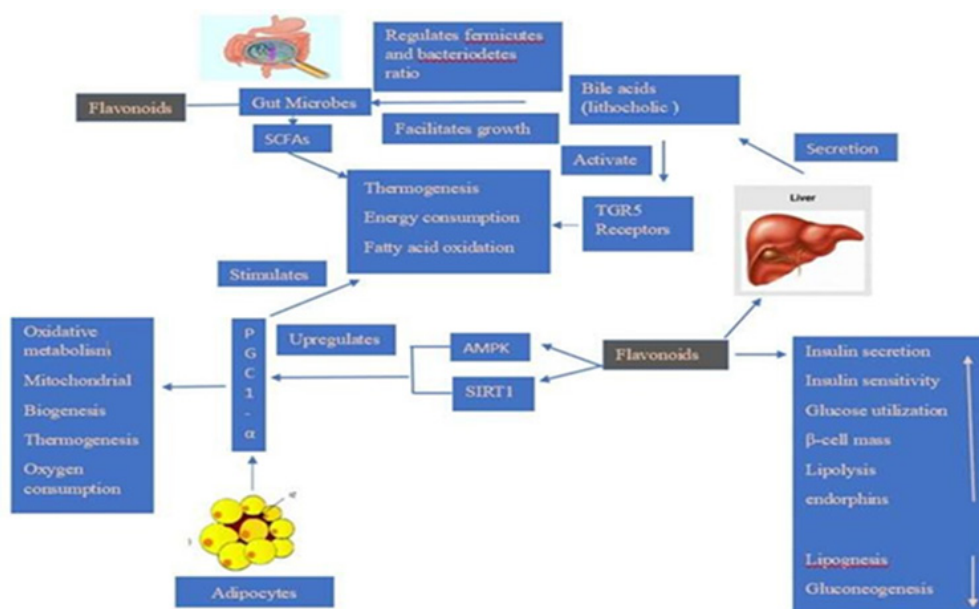 Regulates fermicutes
and bacteriodetes
ratio
Flavonoids
Gut Microbes
Bile acids
(lithocholic )
SCFAs
Facilitates growth
Activate
Secretion
Thermogenesis
Energy consumption
Fatty acid oxidation
TGR5
Receptors
Liver
Stimulates
Oxidative
metabolism
Mitochondrial
Biogenesis
Thermogenesis
Oxygen
consumption
P
G
C
1
-
α
Upregulates
AMPK
SIRT1
Flavonoids
Insulin secretion
Insulin sensitivity
Glucose utilization
β-cell mass
Lipolysis
endorphins
Lipognesis
Gluconeogenesis
Adipocytes